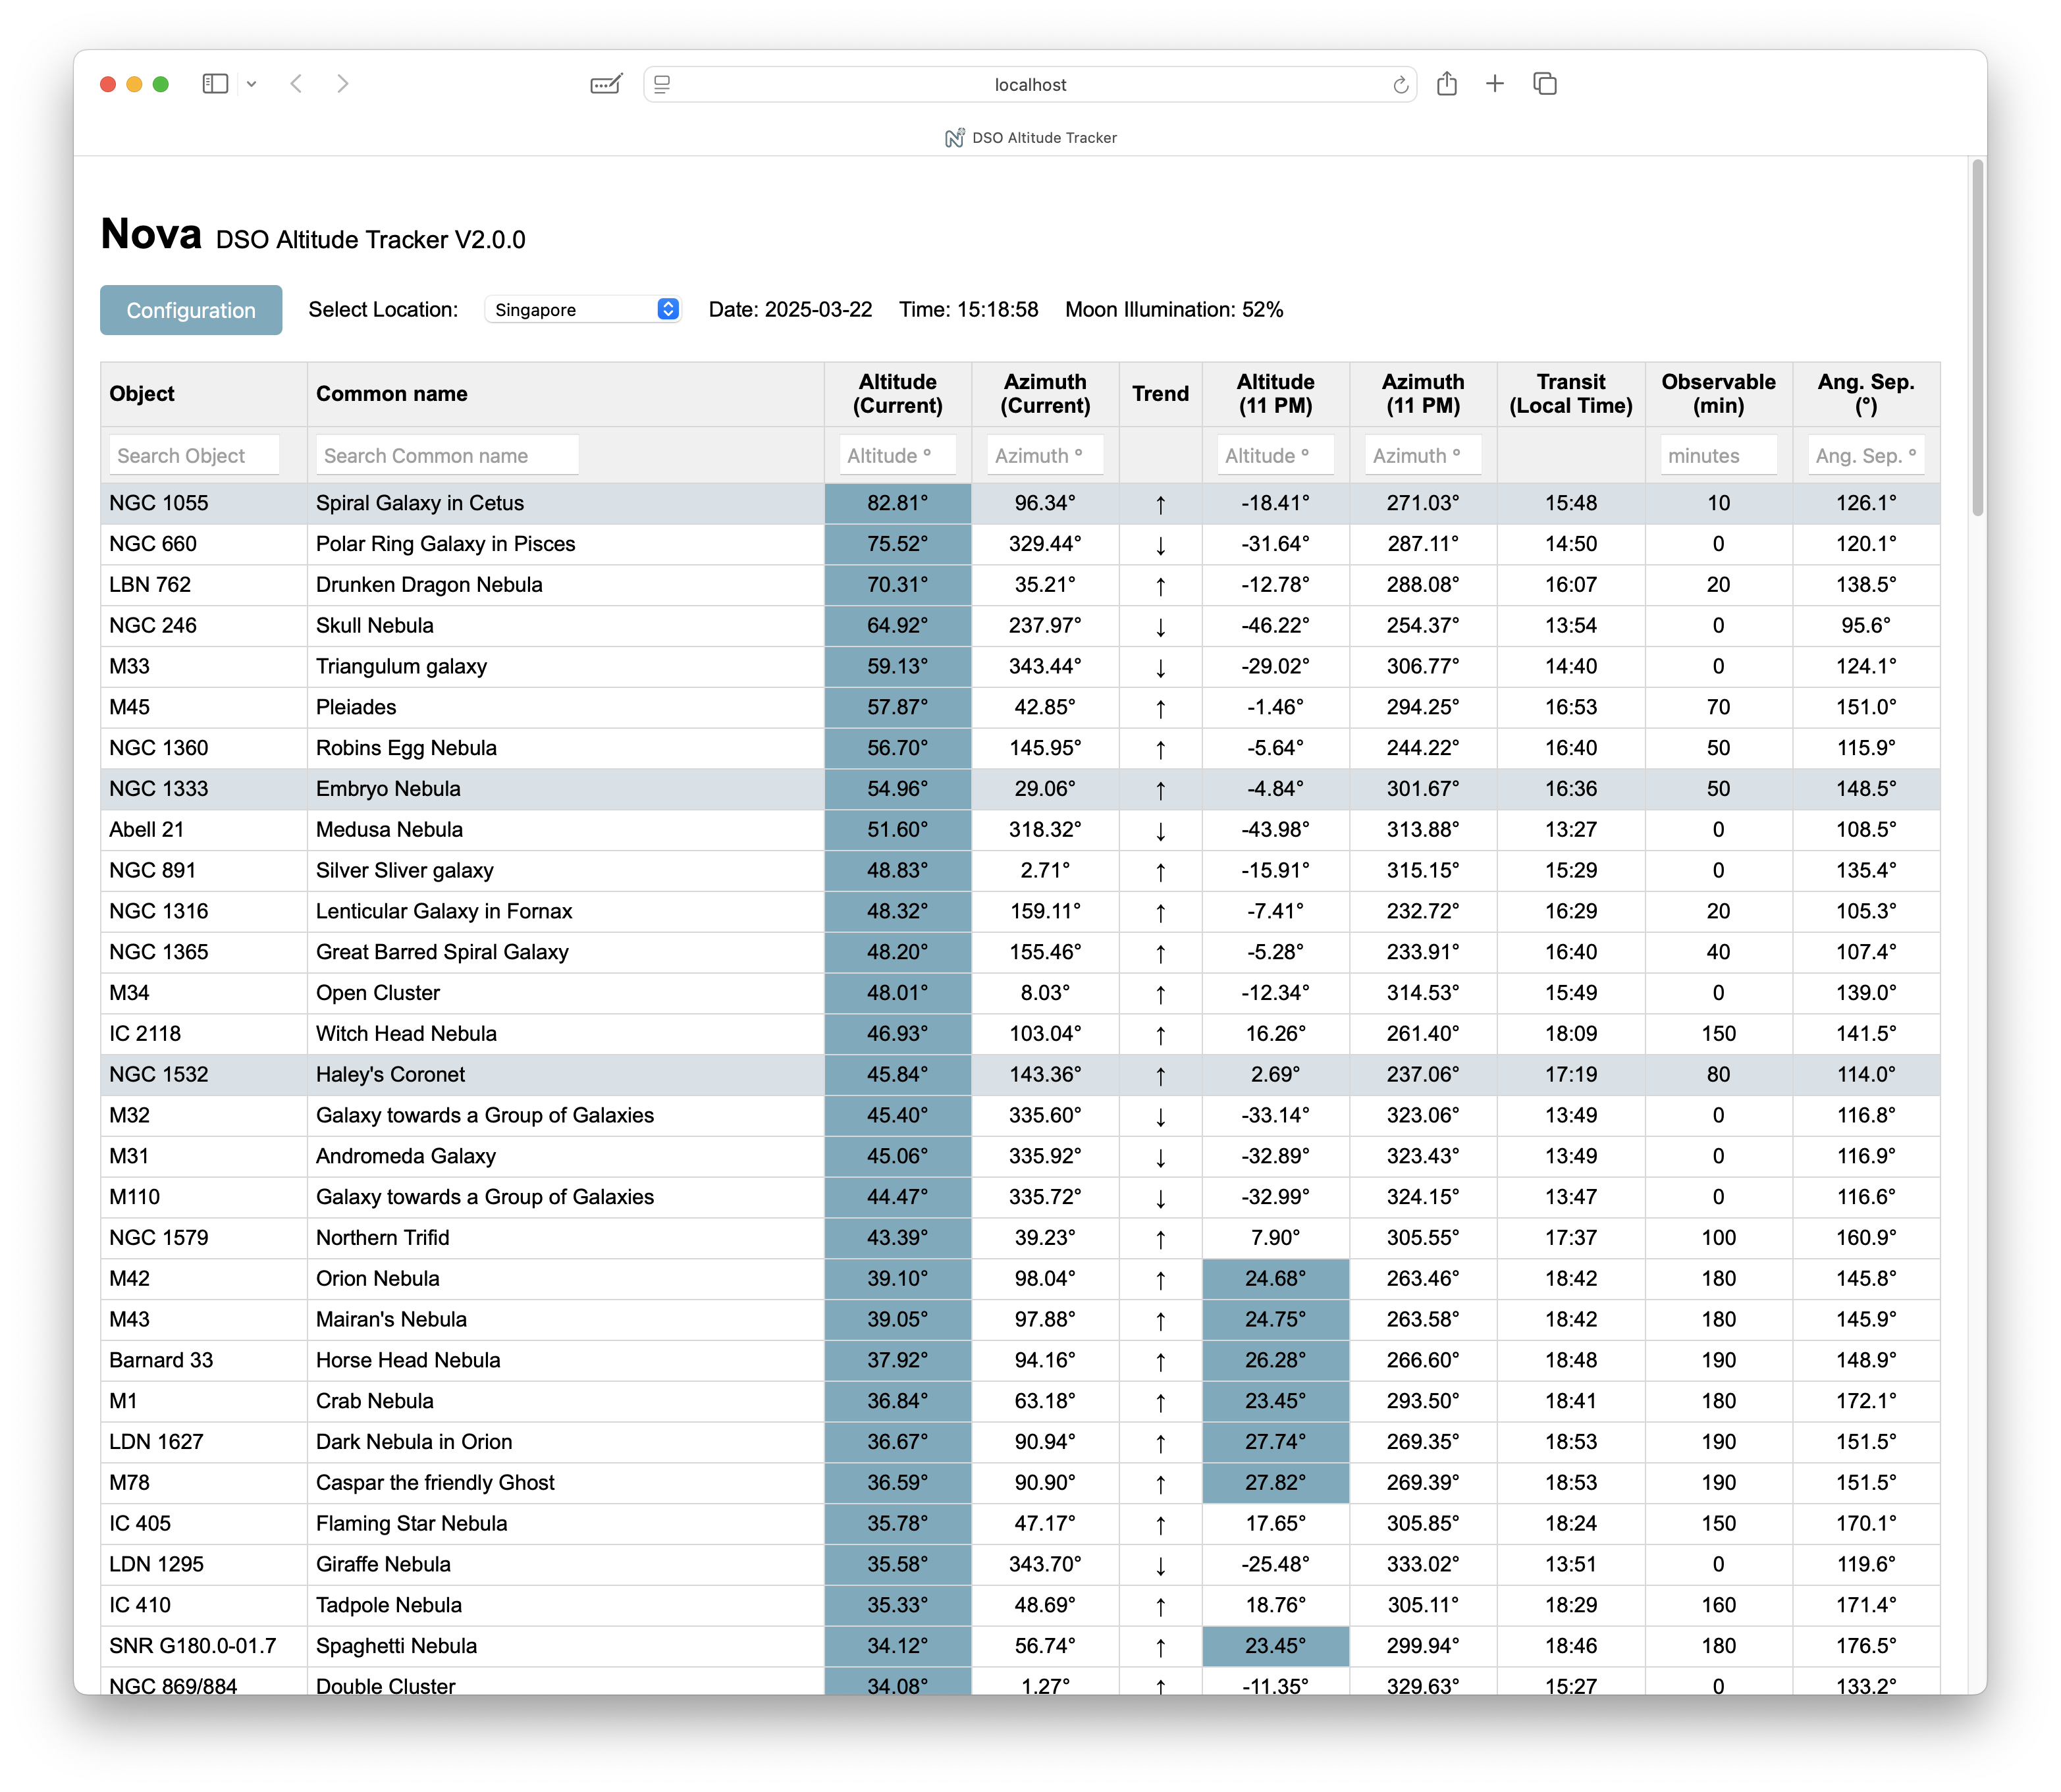 localhost
DSO Altitude Tracker
Nova DSO Altitude Tracker V2.0.0
Configuration Select Location: Singapore Date: 2025-03-22 Time: 15:18:58 Moon Illumination: 52%
Object Common name Altitude (Current) Azimuth (Current) Trend Altitude (11 PM) Azimuth (11 PM) Transit (Local Time) Observable (min) Ang. Sep. (°)
Search Object Search Common name Altitude ° Azimuth ° Altitude ° Azimuth ° minutes Ang. Sep. °
NGC 1055 Spiral Galaxy in Cetus 82.81° 96.34° ↑ -18.41° 271.03° 15:48 10 126.1°
NGC 660 Polar Ring Galaxy in Pisces 75.52° 329.44° ↓ -31.64° 287.11° 14:50 0 120.1°
LBN 762 Drunken Dragon Nebula 70.31° 35.21° ↑ -12.78° 288.08° 16:07 20 138.5°
NGC 246 Skull Nebula 64.92° 237.97° ↓ -46.22° 254.37° 13:54 0 95.6°
M33 Triangulum galaxy 59.13° 343.44° ↓ -29.02° 306.77° 14:40 0 124.1°
M45 Pleiades 57.87° 42.85° ↑ -1.46° 294.25° 16:53 70 151.0°
NGC 1360 Robins Egg Nebula 56.70° 145.95° ↑ -5.64° 244.22° 16:40 50 115.9°
NGC 1333 Embryo Nebula 54.96° 29.06° ↑ -4.84° 301.67° 16:36 50 148.5°
Abell 21 Medusa Nebula 51.60° 318.32° ↓ -43.98° 313.88° 13:27 0 108.5°
NGC 891 Silver Sliver galaxy 48.83° 2.71° ↑ -15.91° 315.15° 15:29 0 135.4°
NGC 1316 Lenticular Galaxy in Fornax 48.32° 159.11° ↑ -7.41° 232.72° 16:29 20 105.3°
NGC 1365 Great Barred Spiral Galaxy 48.20° 155.46° ↑ -5.28° 233.91° 16:40 40 107.4°
M34 Open Cluster 48.01° 8.03° ↑ -12.34° 314.53° 15:49 0 139.0°
IC 2118 Witch Head Nebula 46.93° 103.04° ↑ 16.26° 261.40° 18:09 150 141.5°
NGC 1532 Haley's Coronet 45.84° 143.36° ↑ 2.69° 237.06° 17:19 80 114.0°
M32 Galaxy towards a Group of Galaxies 45.40° 335.60° ↓ -33.14° 323.06° 13:49 0 116.8°
M31 Andromeda Galaxy 45.06° 335.92° ↓ -32.89° 323.43° 13:49 0 116.9°
M110 Galaxy towards a Group of Galaxies 44.47° 335.72° ↓ -32.99° 324.15° 13:47 0 116.6°
NGC 1579 Northern Trifid 43.39° 39.23° ↑ 7.90° 305.55° 17:37 100 160.9°
M42 Orion Nebula 39.10° 98.04° ↑ 24.68° 263.46° 18:42 180 145.8°
M43 Mairan's Nebula 39.05° 97.88° ↑ 24.75° 263.58° 18:42 180 145.9°
Barnard 33 Horse Head Nebula 37.92° 94.16° ↑ 26.28° 266.60° 18:48 190 148.9°
M1 Crab Nebula 36.84° 63.18° ↑ 23.45° 293.50° 18:41 180 172.1°
LDN 1627 Dark Nebula in Orion 36.67° 90.94° ↑ 27.74° 269.35° 18:53 190 151.5°
M78 Caspar the friendly Ghost 36.59° 90.90° ↑ 27.82° 269.39° 18:53 190 151.5°
IC 405 Flaming Star Nebula 35.78° 47.17° ↑ 17.65° 305.85° 18:24 150 170.1°
LDN 1295 Giraffe Nebula 35.58° 343.70° ↓ -25.48° 333.02° 13:51 0 119.6°
IC 410 Tadpole Nebula 35.33° 48.69° ↑ 18.76° 305.11° 18:29 160 171.4°
SNR G180.0-01.7 Spaghetti Nebula 34.12° 56.74° ↑ 23.45° 299.94° 18:46 180 176.5°
NGC 869/884 Double Cluster 34.08° 1.27° ↑ -11.35° 329.63° 15:27 0 133.2°